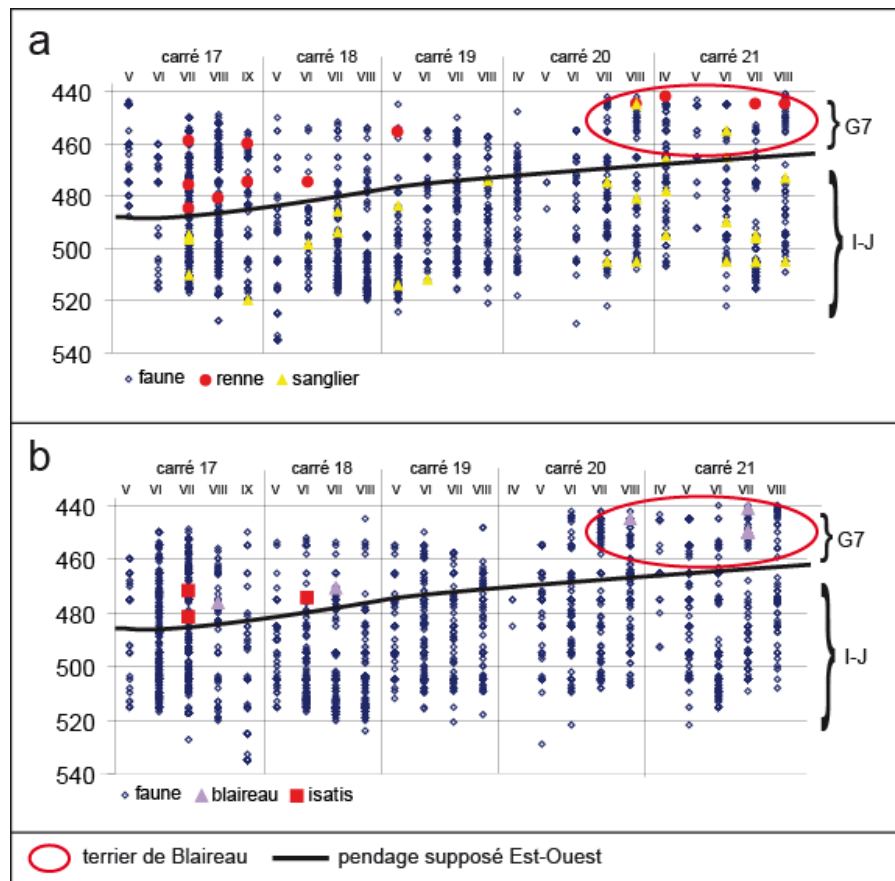 a
carré 17 carré 18 carré 19 carré 20 carré 21
V VI VII VIII IX V VI VII VIII V VI VII VIII IV V VI VII VIII IV V VI VII VIII
440
460
480
500
520
540
G7
I-J
faune renne sanglier
b
carré 17 carré 18 carré 19 carré 20 carré 21
V VI VII VIII IX V VI VII VIII V VI VII VIII IV V VI VII VIII IV V VI VII VIII
440
460
480
500
520
540
G7
I-J
faune blaireau isatis
terrier de Blaireau pendage supposé Est-Ouest